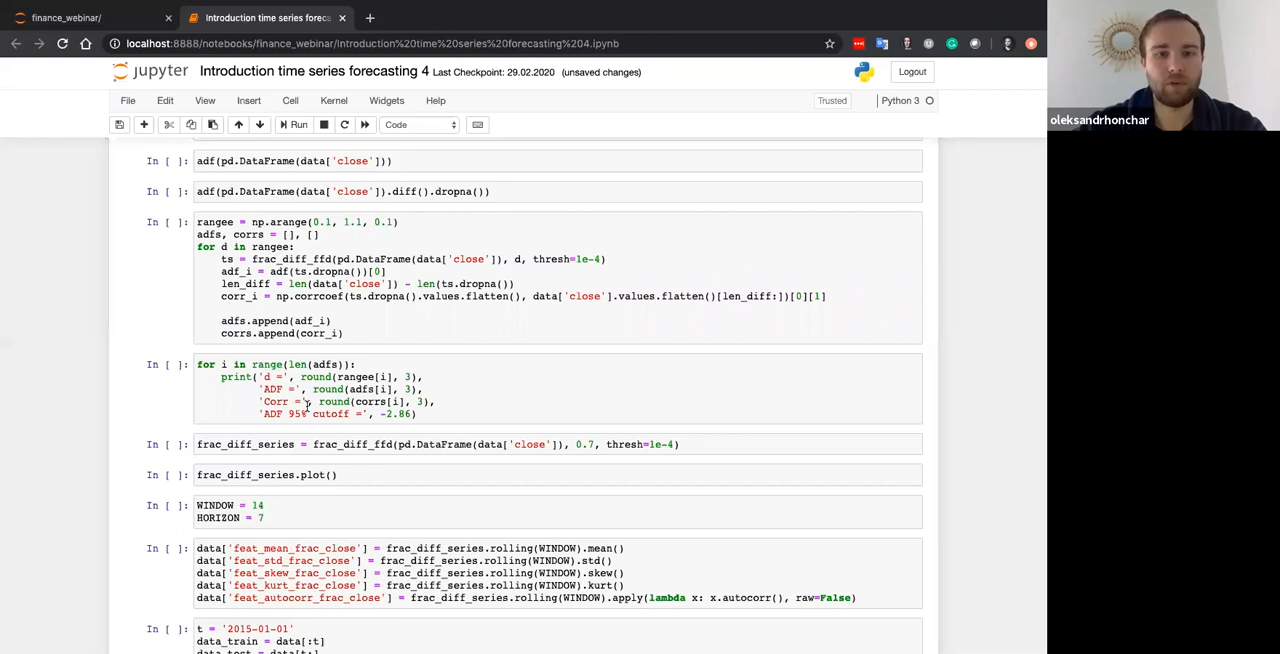 finance_webinar/
Introduction time series foreca
localhost:8888/notebooks/finance_webinar/Introduction%20time%20series%20forecasting%204.ipynb
jupyter Introduction time series forecasting 4 Last Checkpoint: 29.02.2020 (unsaved changes)
Logout
File Edit View Insert Cell Kernel Widgets Help
Trusted
Python 3
Run
Code
oleksandrhonchar
In [ ]: adf(pd.DataFrame(data['close']))
In [ ]: adf(pd.DataFrame(data['close']).diff().dropna())
In [ ]: rangee = np.arange(0.1, 1.1, 0.1)
adfs, corrs = [], []
for d in rangee:
ts = frac_diff_ffd(pd.DataFrame(data['close']), d, thresh=1e-4)
adf_i = adf(ts.dropna())[0]
len_diff = len(data['close']) - len(ts.dropna())
corr_i = np.corrcoef(ts.dropna().values.flatten(), data['close'].values.flatten()[len_diff:])[0][1]
adfs.append(adf_i)
corrs.append(corr_i)
In [ ]: for i in range(len(adfs)):
print('d =', round(rangee[i], 3),
'ADF =', round(adfs[i], 3),
'Corr =', round(corrs[i], 3),
'ADF 95% cutoff =', -2.86)
In [ ]: frac_diff_series = frac_diff_ffd(pd.DataFrame(data['close']), 0.7, thresh=1e-4)
In [ ]: frac_diff_series.plot()
In [ ]: WINDOW = 14
HORIZON = 7
In [ ]: data['feat_mean_frac_close'] = frac_diff_series.rolling(WINDOW).mean()
data['feat_std_frac_close'] = frac_diff_series.rolling(WINDOW).std()
data['feat_skew_frac_close'] = frac_diff_series.rolling(WINDOW).skew()
data['feat_kurt_frac_close'] = frac_diff_series.rolling(WINDOW).kurt()
data['feat_autocorr_frac_close'] = frac_diff_series.rolling(WINDOW).apply(lambda x: x.autocorr(), raw=False)
In [ ]: t = '2015-01-01'
data_train = data[:t]
data_test = data[t:]